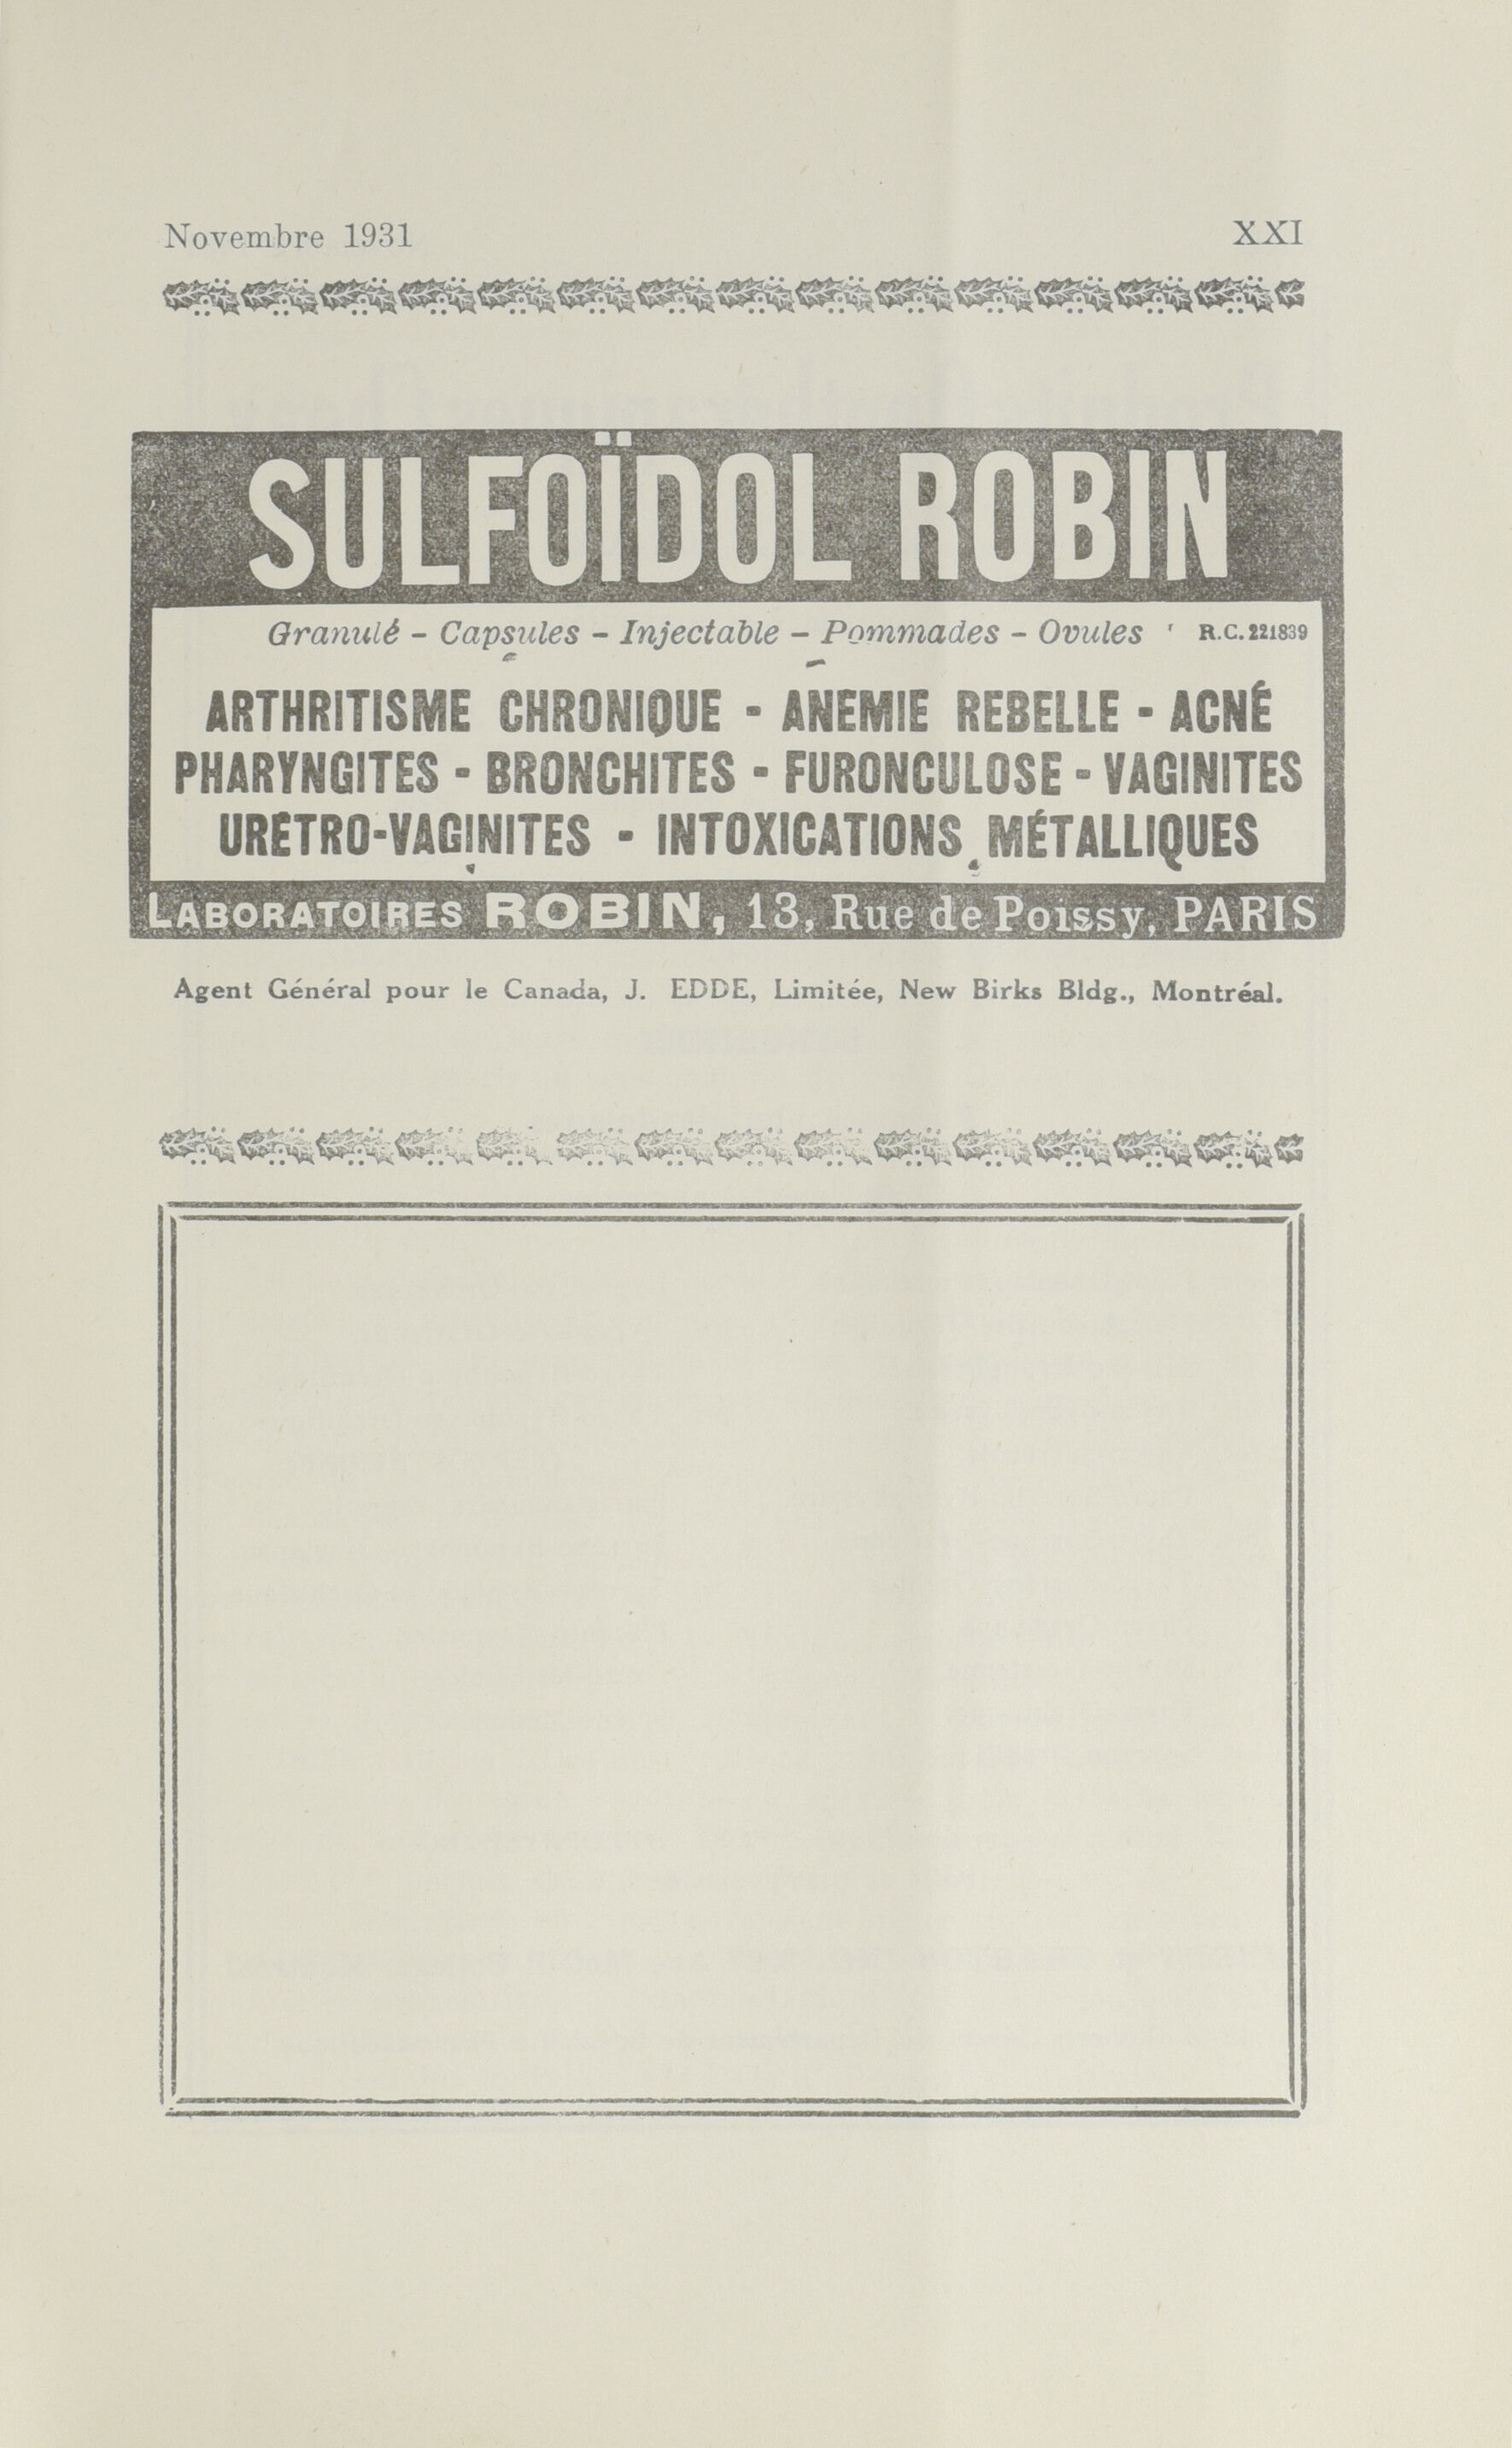 Novembre 1931
XXI
SULFOÏDOL ROBIN
Granulé - Capsules - Injectable - Pommades - Ovules R.C. 221839
ARTHRITISME CHRONIQUE - ANEMIE REBELLE - ACNÉ
PHARYNGITES - BRONCHITES - FURONCULOSE - VAGINITES
URÉTRO-VAGINITES - INTOXICATIONS MÉTALLIQUES
LABORATOIRES ROBIN, 13, Rue de Poissy, PARIS
Agent Général pour le Canada, J. EDDE, Limitée, New Birks Bldg., Montréal.